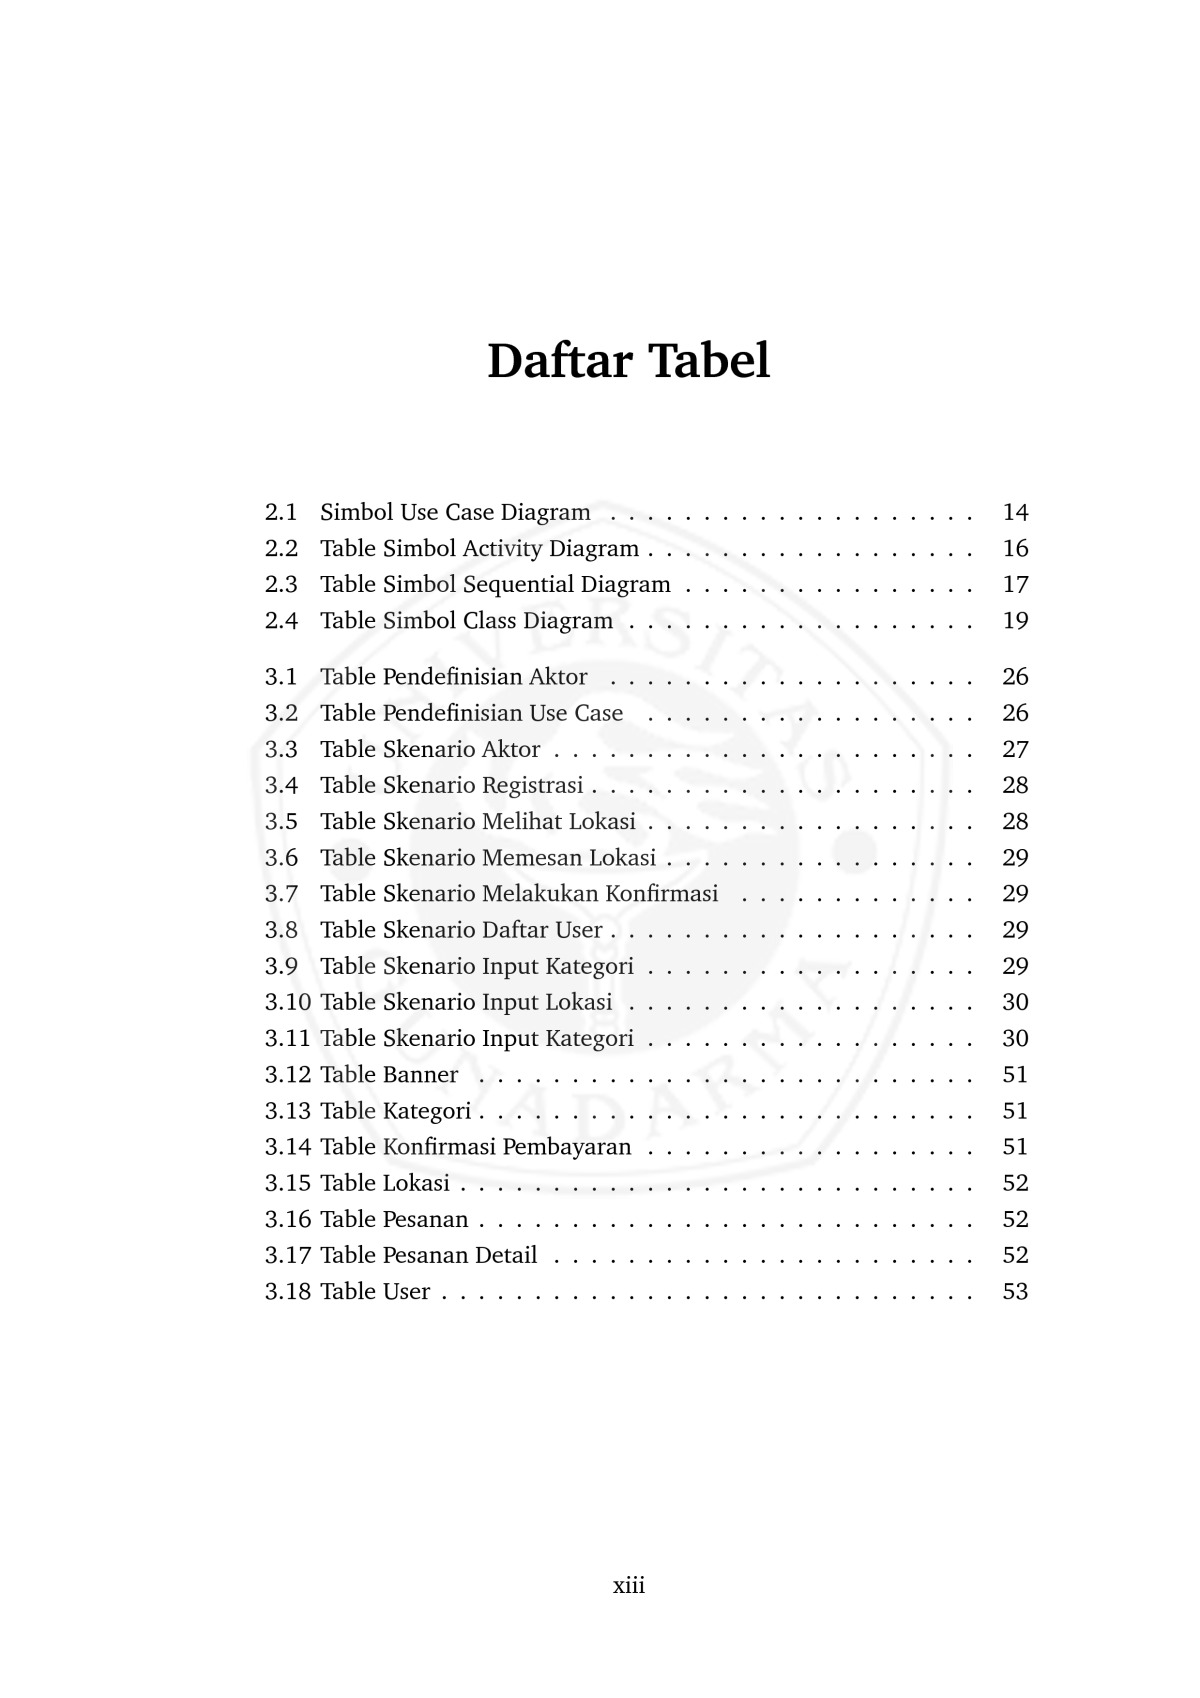 Daftar Tabel
2.1 Simbol Use Case Diagram . . . . . . . . . . . . . . . . . . . . 14
2.2 Table Simbol Activity Diagram . . . . . . . . . . . . . . . . . . 16
2.3 Table Simbol Sequential Diagram . . . . . . . . . . . . . . . . 17
2.4 Table Simbol Class Diagram . . . . . . . . . . . . . . . . . . . 19
3.1 Table Pendefinisian Aktor . . . . . . . . . . . . . . . . . . . . 26
3.2 Table Pendefinisian Use Case . . . . . . . . . . . . . . . . . . 26
3.3 Table Skenario Aktor . . . . . . . . . . . . . . . . . . . . . . . 27
3.4 Table Skenario Registrasi . . . . . . . . . . . . . . . . . . . . . 28
3.5 Table Skenario Melihat Lokasi . . . . . . . . . . . . . . . . . . 28
3.6 Table Skenario Memesan Lokasi . . . . . . . . . . . . . . . . . 29
3.7 Table Skenario Melakukan Konfirmasi . . . . . . . . . . . . . 29
3.8 Table Skenario Daftar User . . . . . . . . . . . . . . . . . . . . 29
3.9 Table Skenario Input Kategori . . . . . . . . . . . . . . . . . . 29
3.10 Table Skenario Input Lokasi . . . . . . . . . . . . . . . . . . . 30
3.11 Table Skenario Input Kategori . . . . . . . . . . . . . . . . . . 30
3.12 Table Banner . . . . . . . . . . . . . . . . . . . . . . . . . . . 51
3.13 Table Kategori . . . . . . . . . . . . . . . . . . . . . . . . . . . 51
3.14 Table Konfirmasi Pembayaran . . . . . . . . . . . . . . . . . . 51
3.15 Table Lokasi . . . . . . . . . . . . . . . . . . . . . . . . . . . . 52
3.16 Table Pesanan . . . . . . . . . . . . . . . . . . . . . . . . . . . 52
3.17 Table Pesanan Detail . . . . . . . . . . . . . . . . . . . . . . . 52
3.18 Table User . . . . . . . . . . . . . . . . . . . . . . . . . . . . . 53
UNIVERSITAS
GUNADARMA
xiii